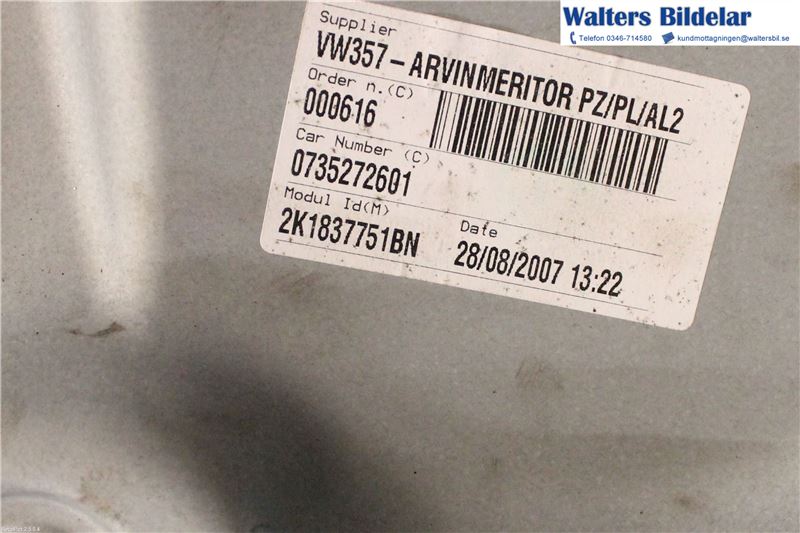 Walters Bildelar
Telefon 0346-714580 kundmottagningen@waltersbil.se
Supplier
VW357-ARVINMERITOR PZ/PL/AL2
Order n.(C)
000616
Car Number (C)
0735272601
Modul Id(M)
2K1837751BN
Date
28/08/2007 13:22